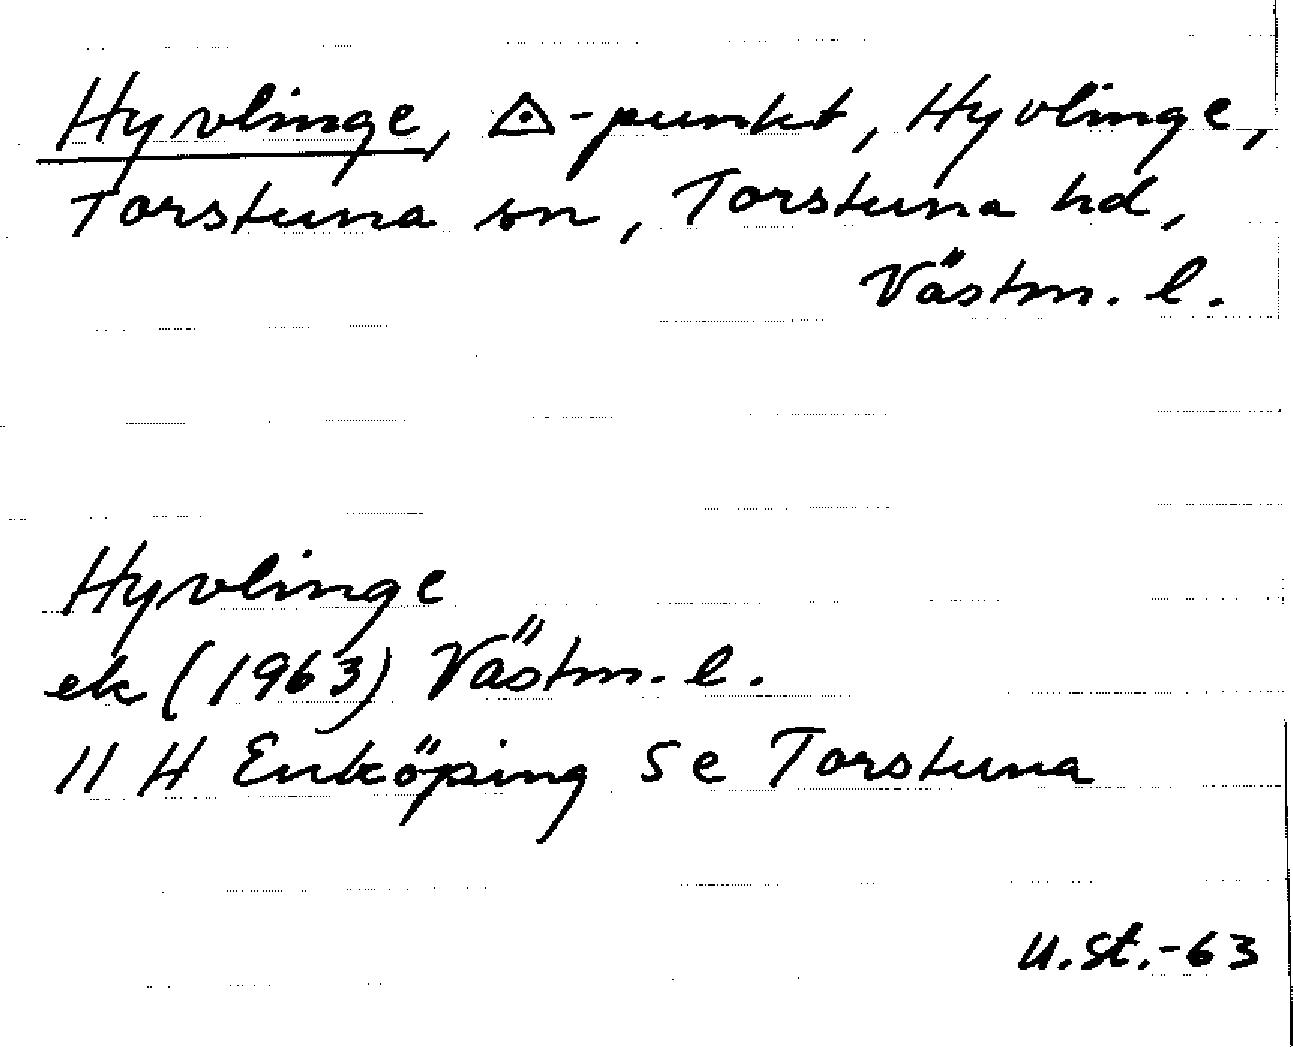 Hyvlinge, △-punkt, Hyvlinge,
Torstuna sn, Torstuna hd,
Västm. l.
Hyvlinge
ek (1963) Västm. l.
11 H Enköping Se Torstuna
U.St.-63